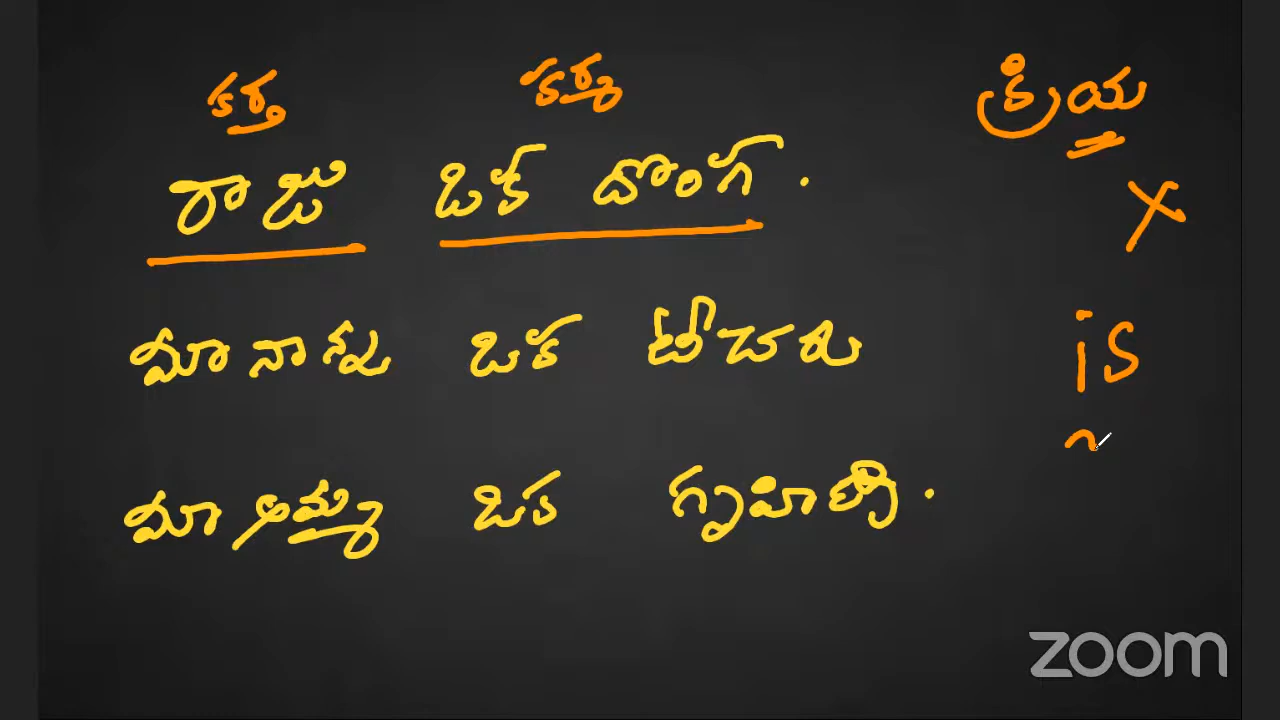 కర్త కర్మ క్రియ
రాజు ఒక దొంగ. X
మా నాన్న ఒక టీచరు is
మా అమ్మ ఒక గృహిణి.
zoom